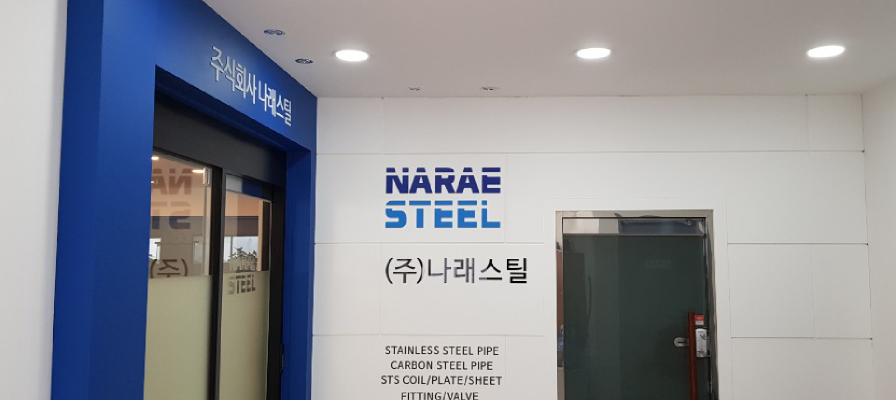 주식회사 나래스틸
NARAE
STEEL
(주)나래스틸
STAINLESS STEEL PIPE
CARBON STEEL PIPE
STS COIL/PLATE/SHEET
FITTING/VALVE
STEEL